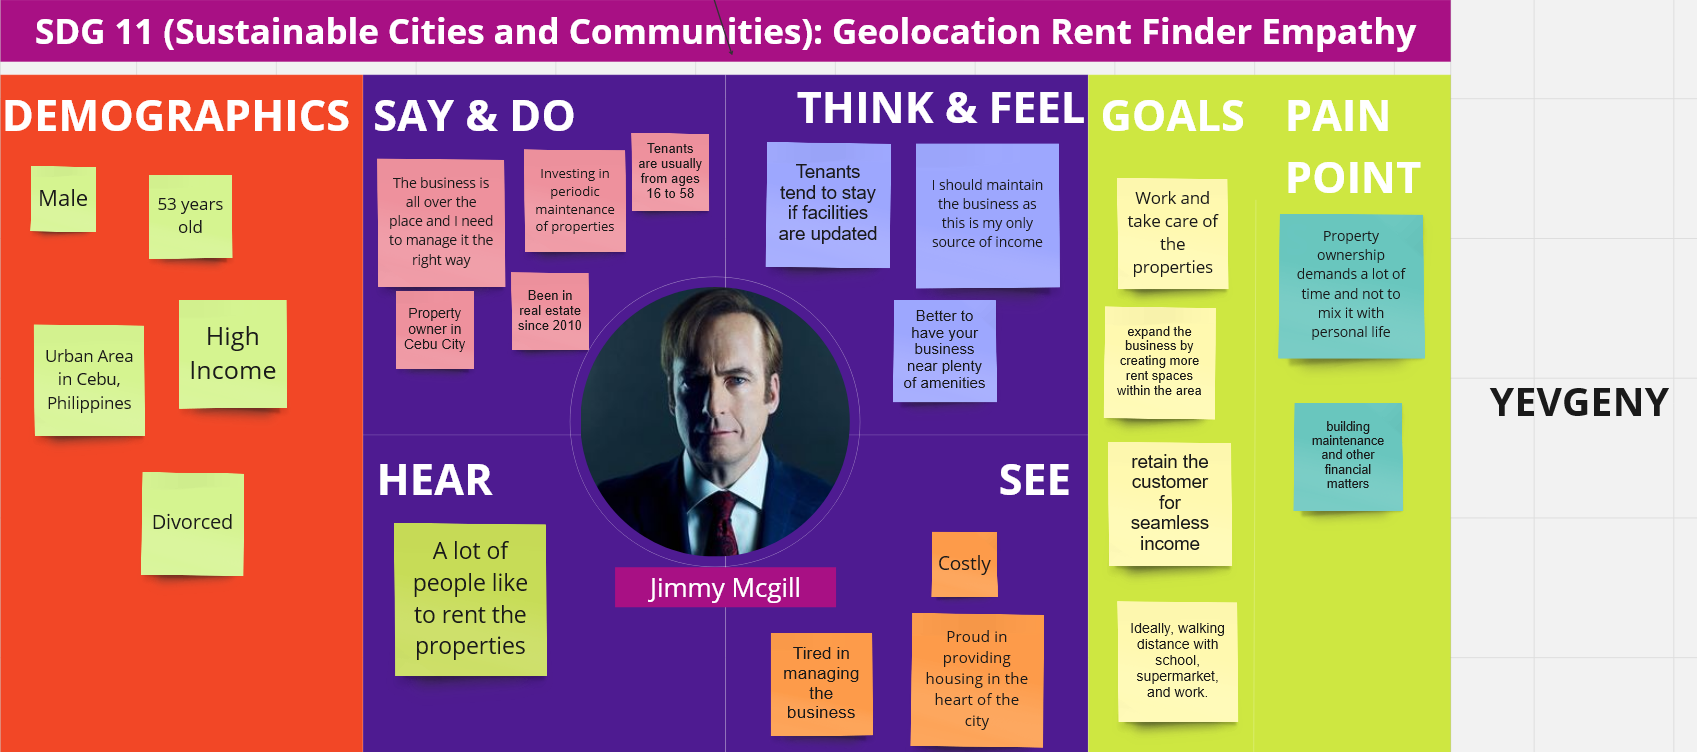 SDG 11 (Sustainable Cities and Communities): Geolocation Rent Finder Empathy
DEMOGRAPHICS
Male
53 years
old
Urban Area
in Cebu,
Philippines
High
Income
Divorced
SAY & DO
The business is
all over the
place and I need
to manage it the
right way
Investing in
periodic
maintenance
of properties
Tenants
are usually
from ages
16 to 58
Property
owner in
Cebu City
Been in
real estate
since 2010
THINK & FEEL
Tenants
tend to stay
if facilities
are updated
I should maintain
the business as
this is my only
source of income
Better to
have your
business
near plenty
of amenities
HEAR
A lot of
people like
to rent the
properties
Jimmy Mcgill
SEE
Costly
Tired in
managing
the
business
Proud in
providing
housing in the
heart of the
city
GOALS
Work and
take care of
the
properties
expand the
business by
creating more
rent spaces
within the area
retain the
customer
for
seamless
income
Ideally, walking
distance with
school,
supermarket,
and work.
PAIN
POINT
Property
ownership
demands a lot of
time and not to
mix it with
personal life
building
maintenance
and other
financial
matters
YEVGENY